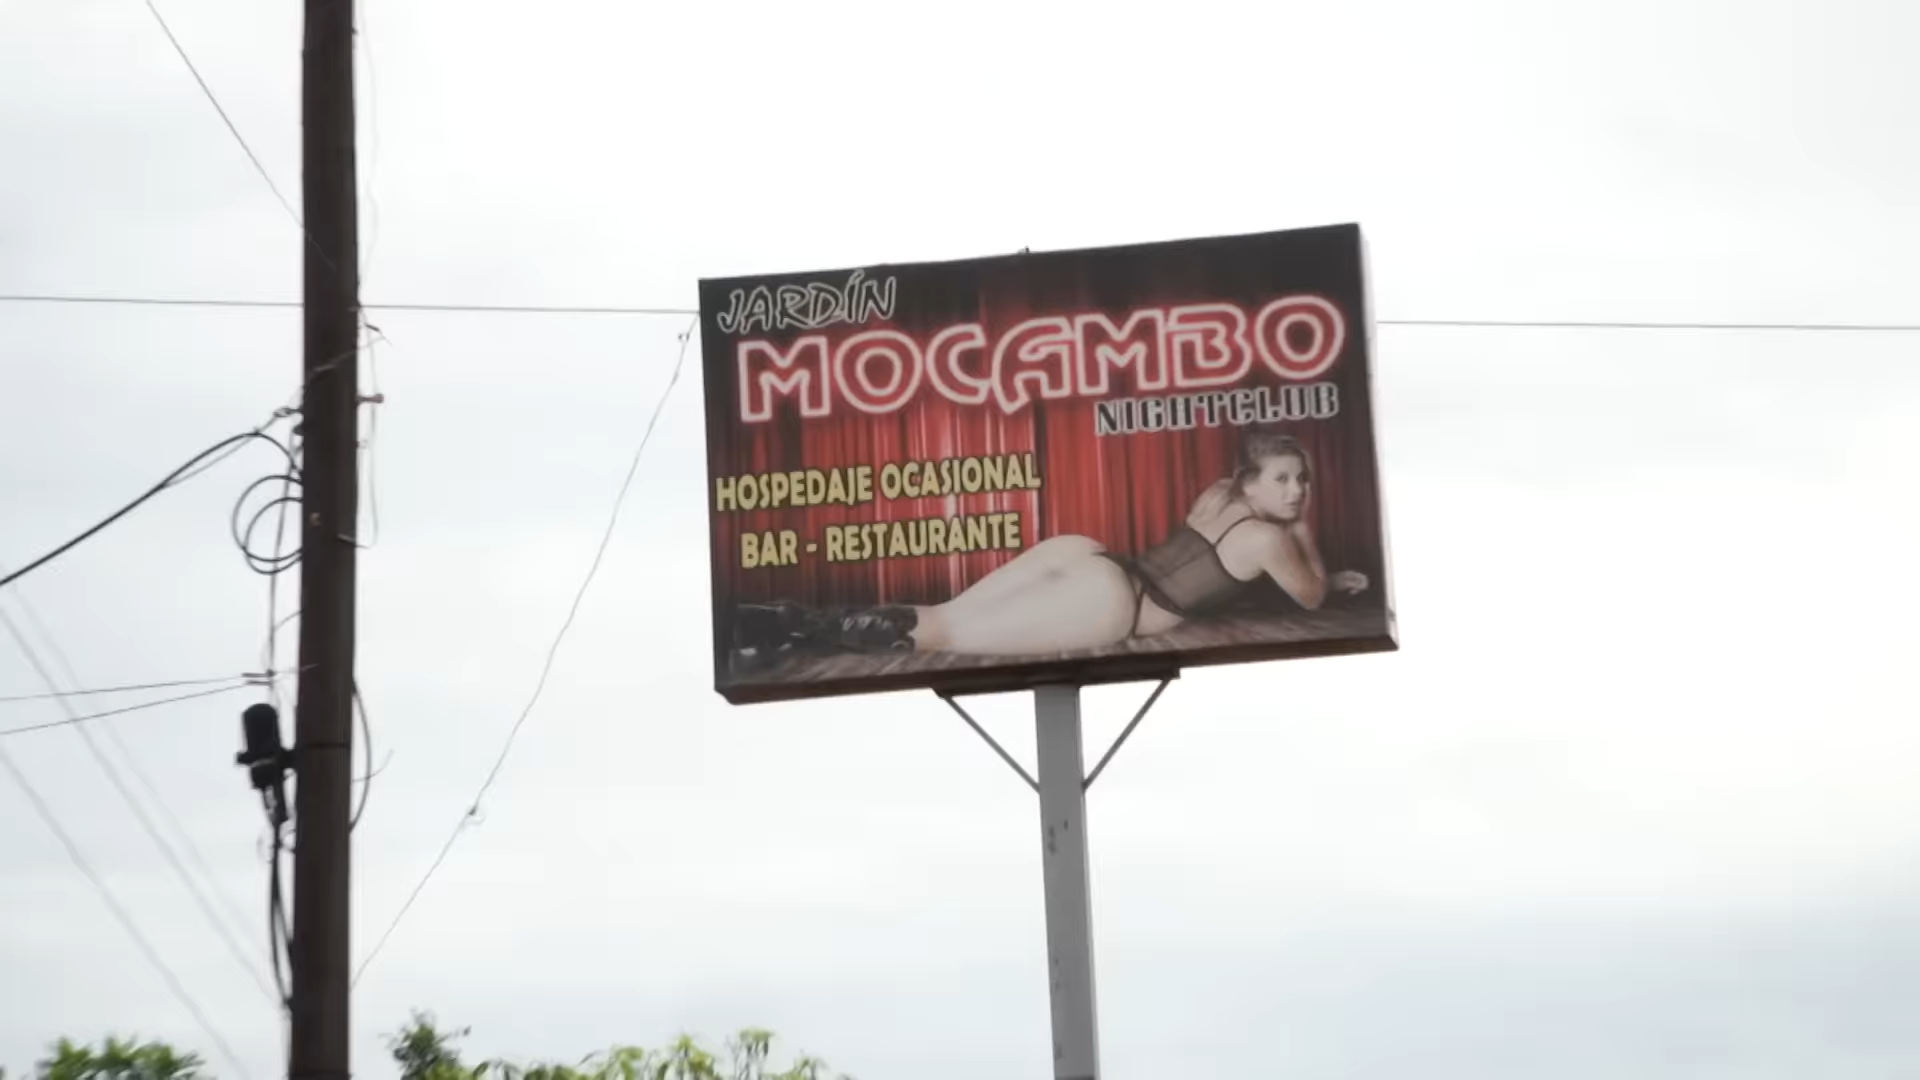 JARDÍN
MOCAMBO
NIGHTCLUB
HOSPEDAJE OCASIONAL
BAR - RESTAURANTE